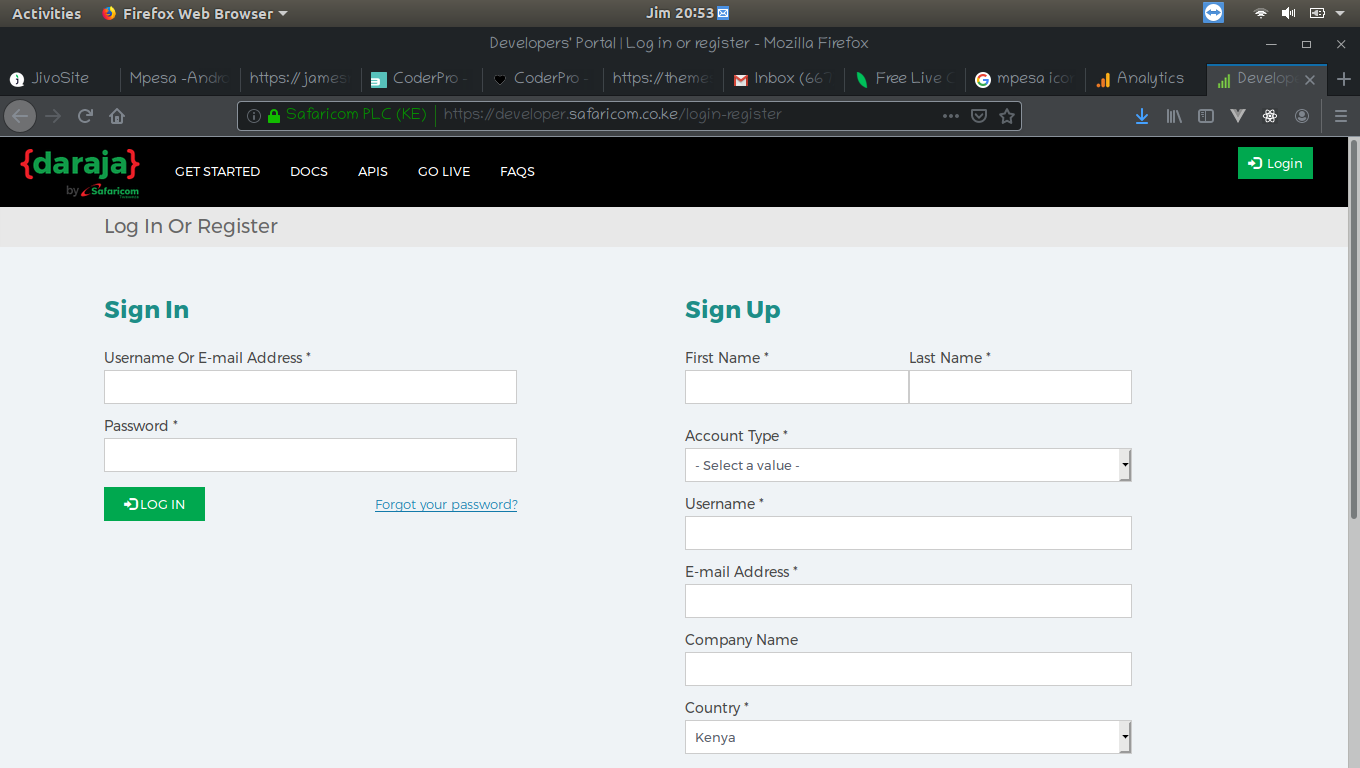 Activities Firefox Web Browser Jim 20:53
Developers' Portal | Log in or register - Mozilla Firefox
JivoSite Mpesa -Andro https://james CoderPro - CoderPro - https://theme Inbox (667 Free Live C mpesa icon Analytics Develope
Safaricom PLC (KE) https://developer.safaricom.co.ke/login-register
{daraja} GET STARTED DOCS APIS GO LIVE FAQS Login
by Safaricom
Log In Or Register
Sign In
Username Or E-mail Address *
Password *
LOG IN Forgot your password?
Sign Up
First Name * Last Name *
Account Type *
- Select a value -
Username *
E-mail Address *
Company Name
Country *
Kenya